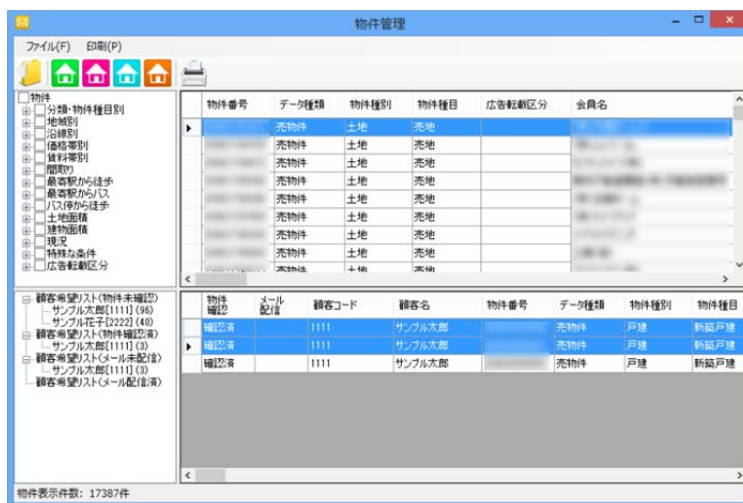 物件管理
ファイル(F) 印刷(P)
物件
分類・物件種目別
地域別
沿線別
価格帯別
賃料帯別
間取り
最寄駅から徒歩
最寄駅からバス
バス停から徒歩
土地面積
建物面積
現況
特殊な条件
広告転載区分
物件番号 データ種類 物件種別 物件種目 広告転載区分 会員名
売物件 土地 売地
売物件 土地 売地
売物件 土地 売地
売物件 土地 売地
売物件 土地 売地
売物件 土地 売地
売物件 土地 売地
売物件 土地 売地
売物件 土地 売地
顧客希望リスト(物件未確認)
サンプル太郎[1111](96)
サンプル花子[2222](40)
顧客希望リスト(物件確認済)
サンプル太郎[1111](3)
顧客希望リスト(メール未配信)
サンプル太郎[1111](3)
顧客希望リスト(メール配信済)
物件確認 メール配信 顧客コード 顧客名 物件番号 データ種類 物件種別 物件種目
確認済 1111 サンプル太郎 売物件 戸建 新築戸建
確認済 1111 サンプル太郎 売物件 戸建 新築戸建
確認済 1111 サンプル太郎 売物件 戸建 新築戸建
物件表示件数: 17387件